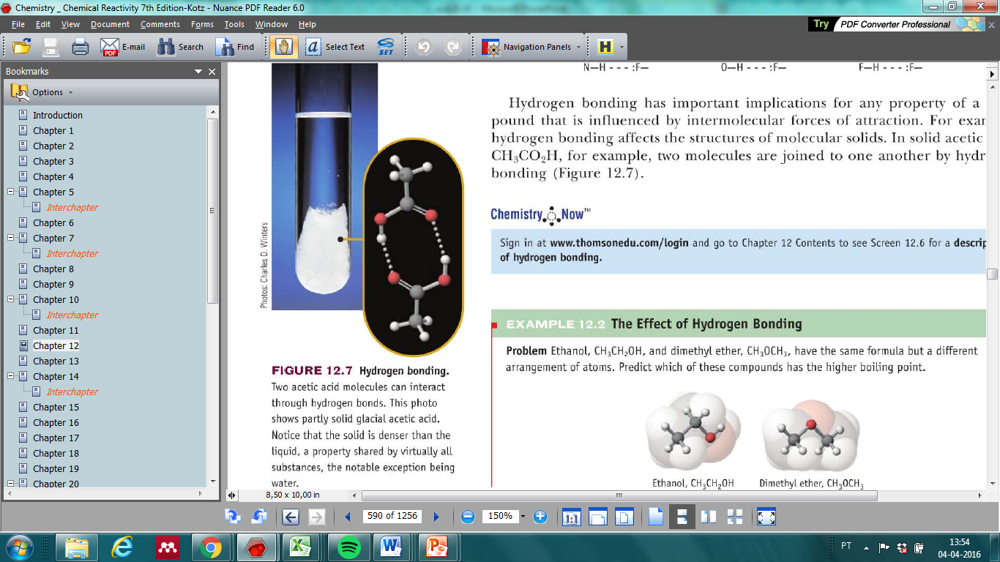 Chemistry _ Chemical Reactivity 7th Edition-Kotz - Nuance PDF Reader 6.0
File Edit View Document Comments Forms Tools Window Help
Try PDF Converter Professional
PDF E-mail Search Find a Select Text SET Navigation Panels H
Bookmarks
Options
Introduction
Chapter 1
Chapter 2
Chapter 3
Chapter 4
Chapter 5
Interchapter
Chapter 6
Chapter 7
Interchapter
Chapter 8
Chapter 9
Chapter 10
Interchapter
Chapter 11
Chapter 12
Chapter 13
Chapter 14
Interchapter
Chapter 15
Chapter 16
Chapter 17
Chapter 18
Chapter 19
Chapter 20
Photos: Charles D. Winters
FIGURE 12.7 Hydrogen bonding.
Two acetic acid molecules can interact
through hydrogen bonds. This photo
shows partly solid glacial acetic acid.
Notice that the solid is denser than the
liquid, a property shared by virtually all
substances, the notable exception being
water.
N—H - - - :F— O—H - - - :F— F—H - - - :F—
Hydrogen bonding has important implications for any property of a
pound that is influenced by intermolecular forces of attraction. For exar
hydrogen bonding affects the structures of molecular solids. In solid acetic
CH₃CO₂H, for example, two molecules are joined to one another by hydr
bonding (Figure 12.7).
Chemistry Now™
Sign in at www.thomsonedu.com/login and go to Chapter 12 Contents to see Screen 12.6 for a descrip
of hydrogen bonding.
EXAMPLE 12.2 The Effect of Hydrogen Bonding
Problem Ethanol, CH₃CH₂OH, and dimethyl ether, CH₃OCH₃, have the same formula but a different
arrangement of atoms. Predict which of these compounds has the higher boiling point.
Ethanol, CH₃CH₂OH Dimethyl ether, CH₃OCH₃
8,50 x 10,00 in
590 of 1256 150% 1:1
PT 13:54
04-04-2016